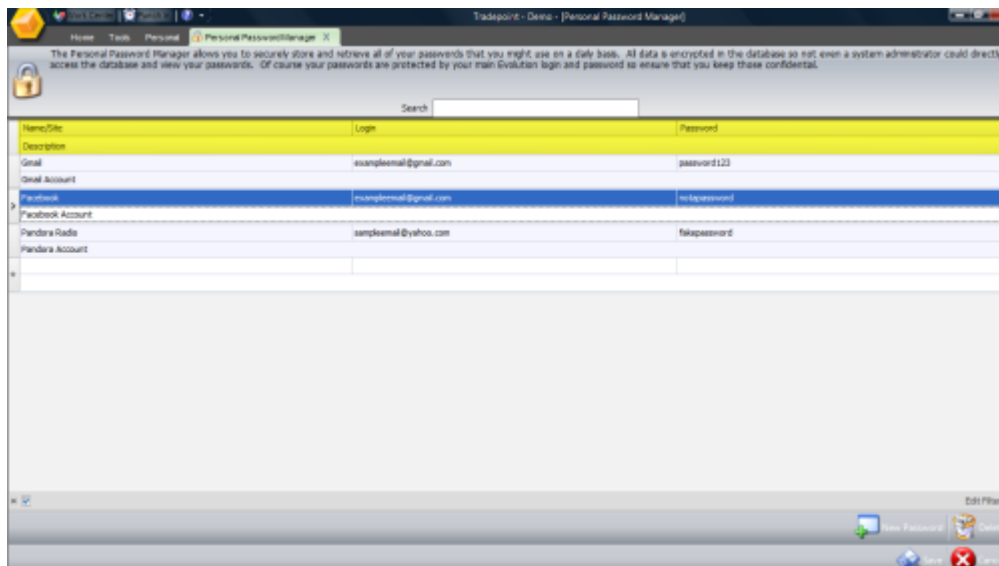 Tradepoint - Demo - [Personal Password Manager]
Home Tools Personal Personal Password Manager X
The Personal Password Manager allows you to securely store and retrieve all of your passwords that you might use on a daily basis. All data is encrypted in the database so not even a system administrator could directly
access the database and view your passwords. Of course your passwords are protected by your main Evolution login and password so ensure that you keep those confidential.
Search
Name/Site Login Password
Description
Gmail exampleemail@gmail.com password123
Gmail Account
Facebook exampleemail@gmail.com notapassword
Facebook Account
Pandora Radio sampleemail@yahoo.com fakepassword
Pandora Account
Edit Filter
New Password Delet
Save Canc